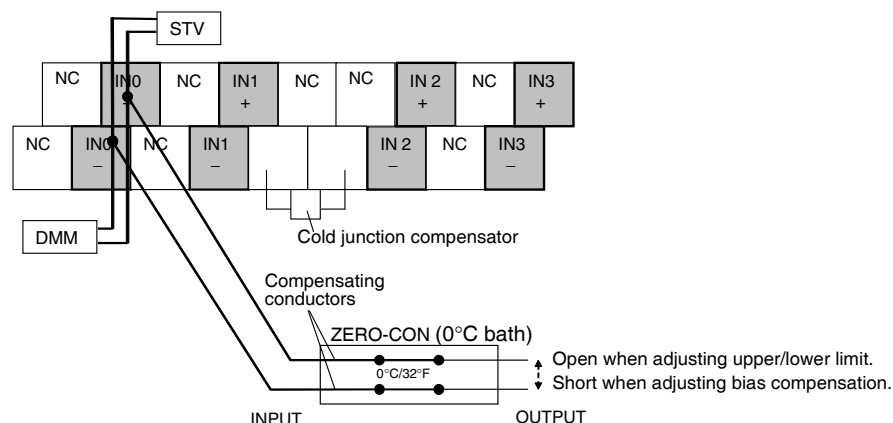 STV
NC IN0 + NC IN1 + NC NC IN 2 + NC IN3 +
NC IN0 – NC IN1 – IN 2 – NC IN3 –
DMM
Cold junction compensator
Compensating
conductors
ZERO-CON (0°C bath)
0°C/32°F
Open when adjusting upper/lower limit.
Short when adjusting bias compensation.
INPUT
OUTPUT